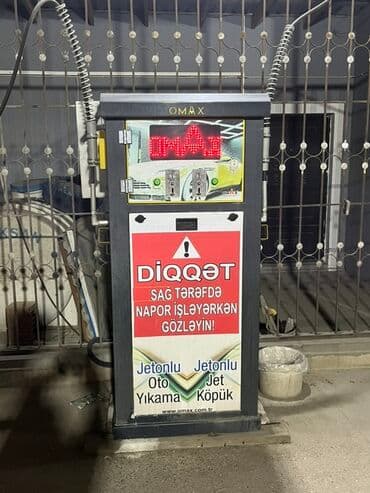 OMAX
OMAX
DİQQƏT
SAG TƏRƏFDƏ
NAPOR İŞLƏYƏRKƏN
GÖZLƏYİN!
Jetonlu Jetonlu
Oto Jet
Yıkama Köpük
www.omax.com.tr